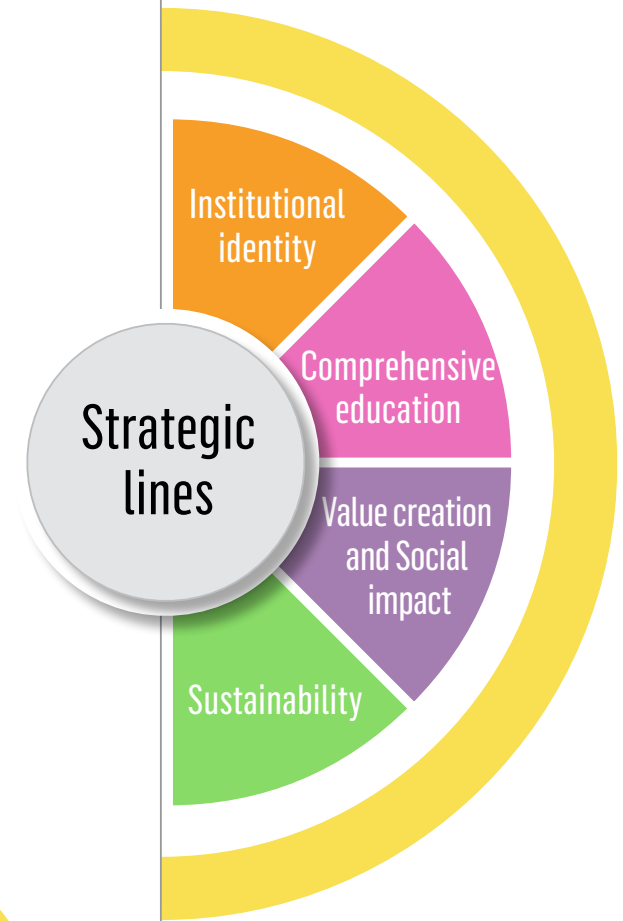 Institutional
identity
Comprehensive
education
Strategic
lines
Value creation
and Social
impact
Sustainability